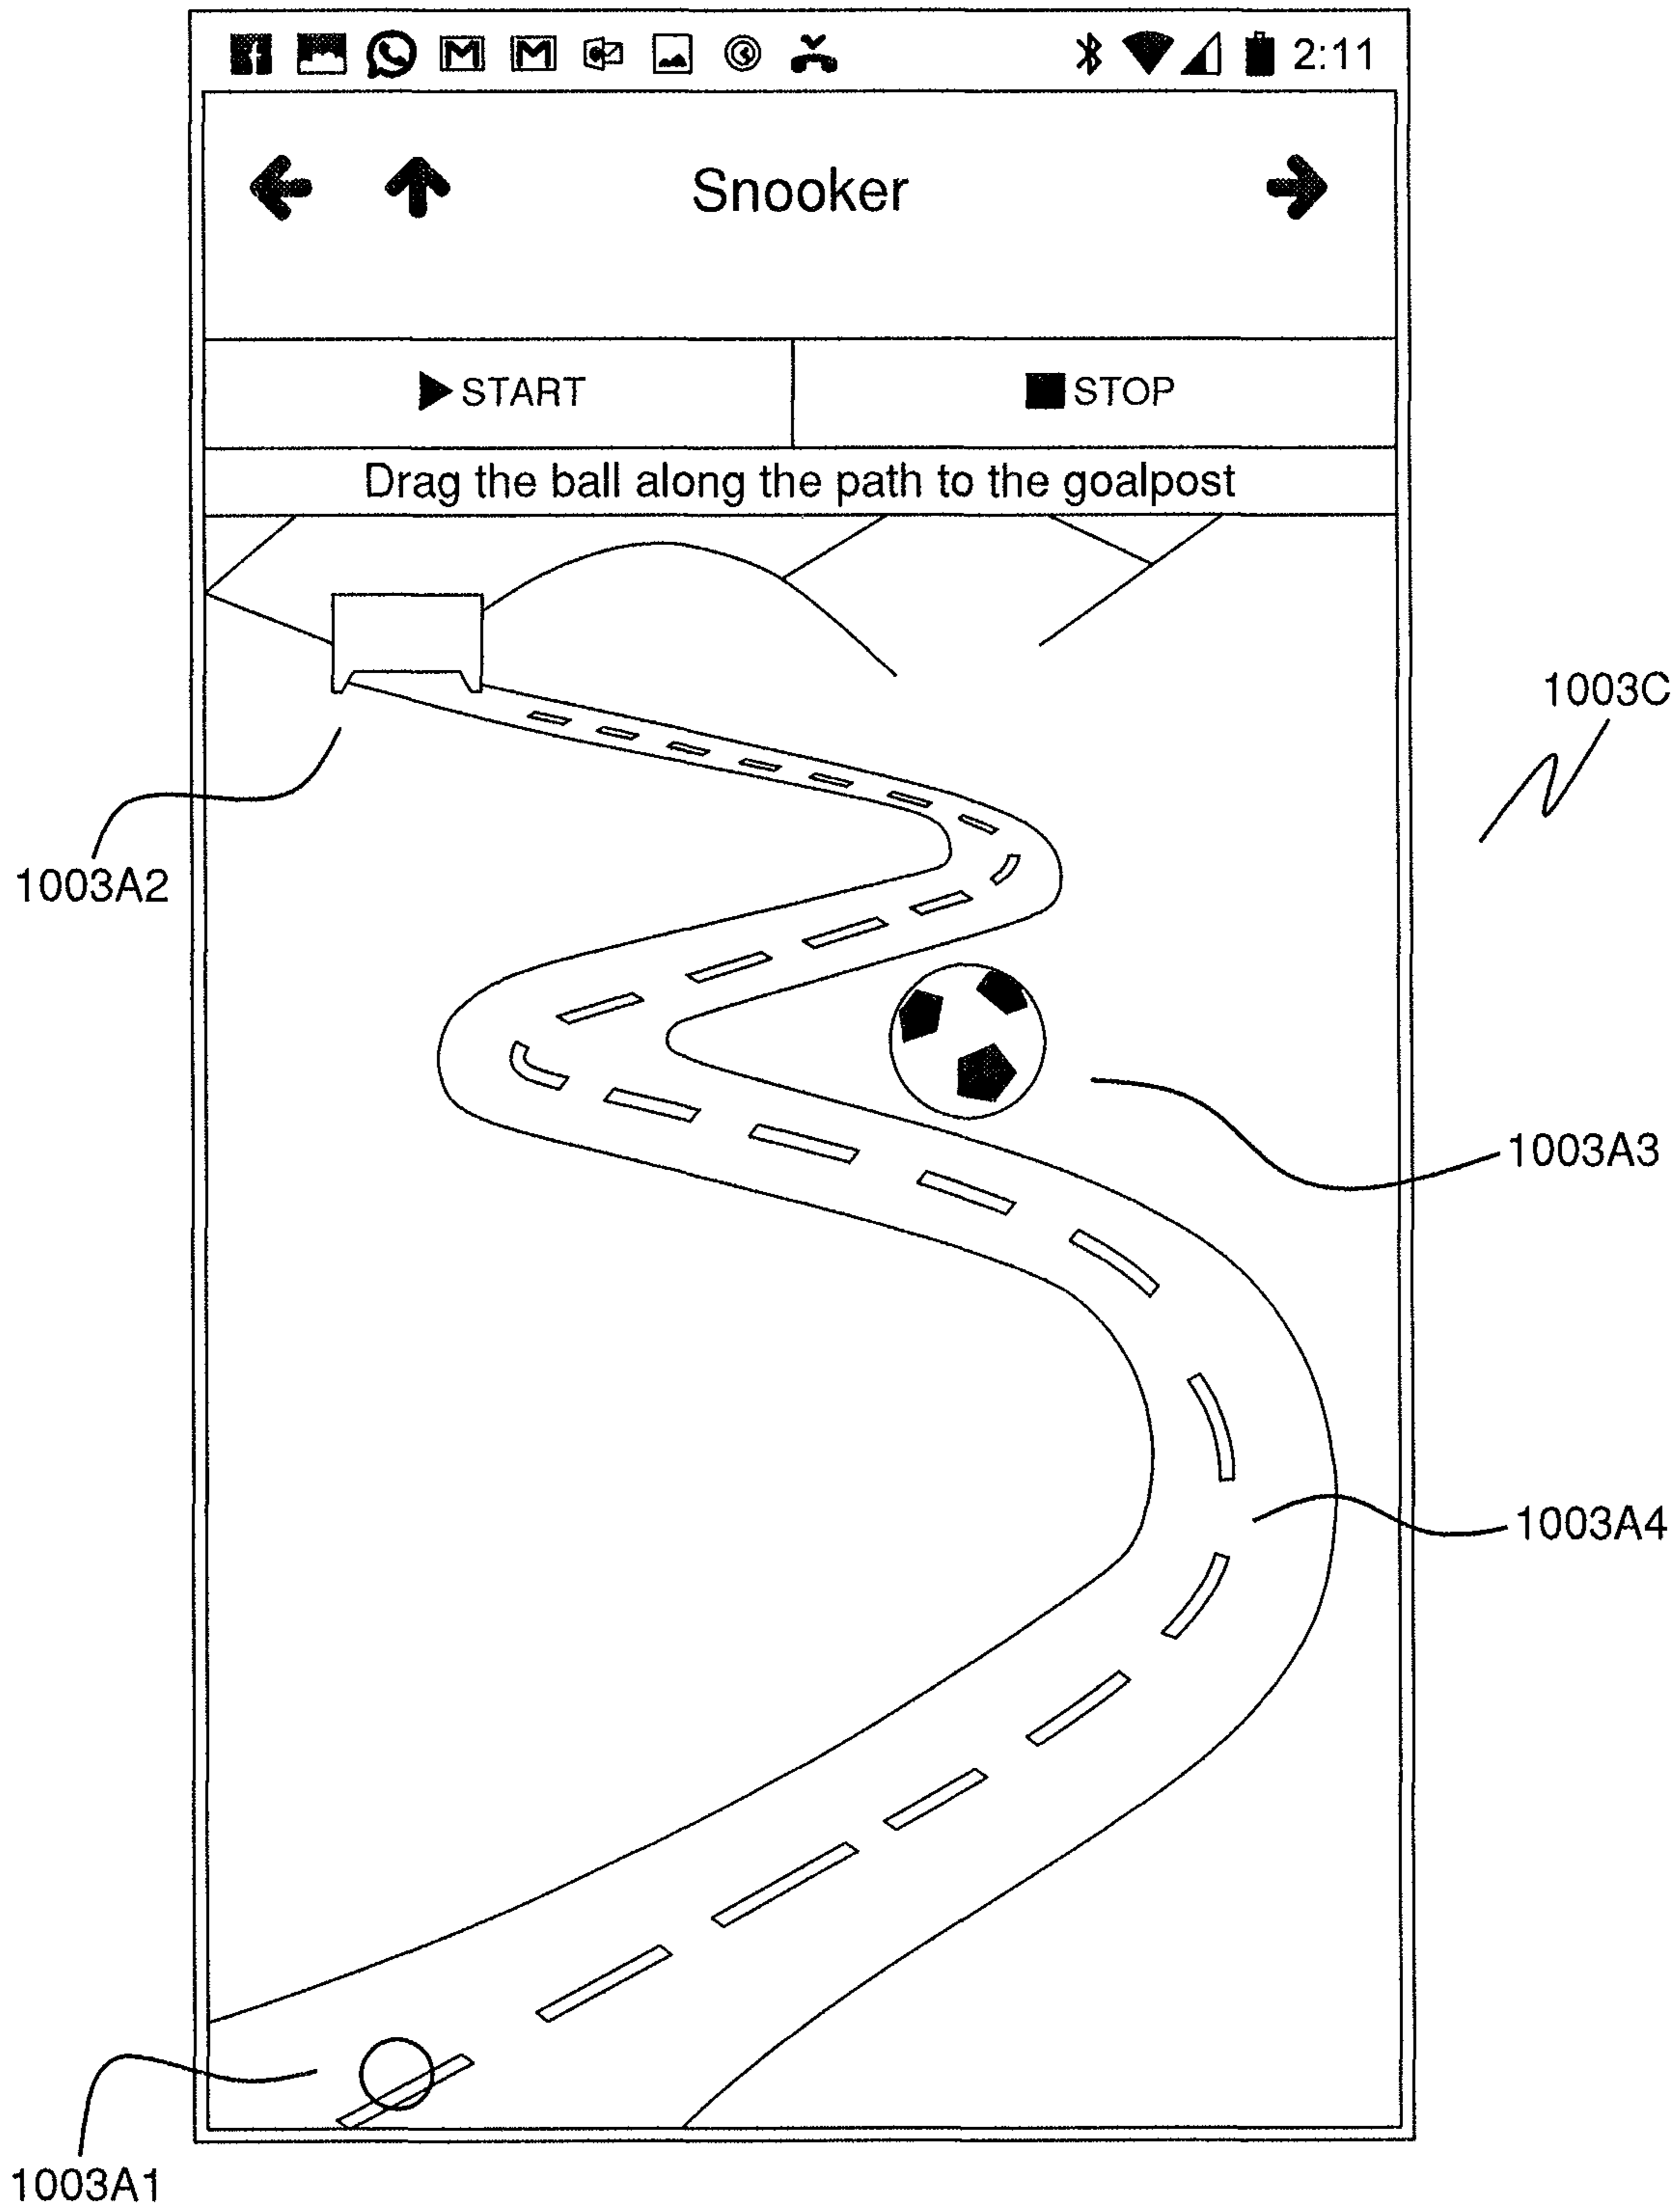 2:11
Snooker
START
STOP
Drag the ball along the path to the goalpost
1003C
1003A2
1003A3
1003A4
1003A1